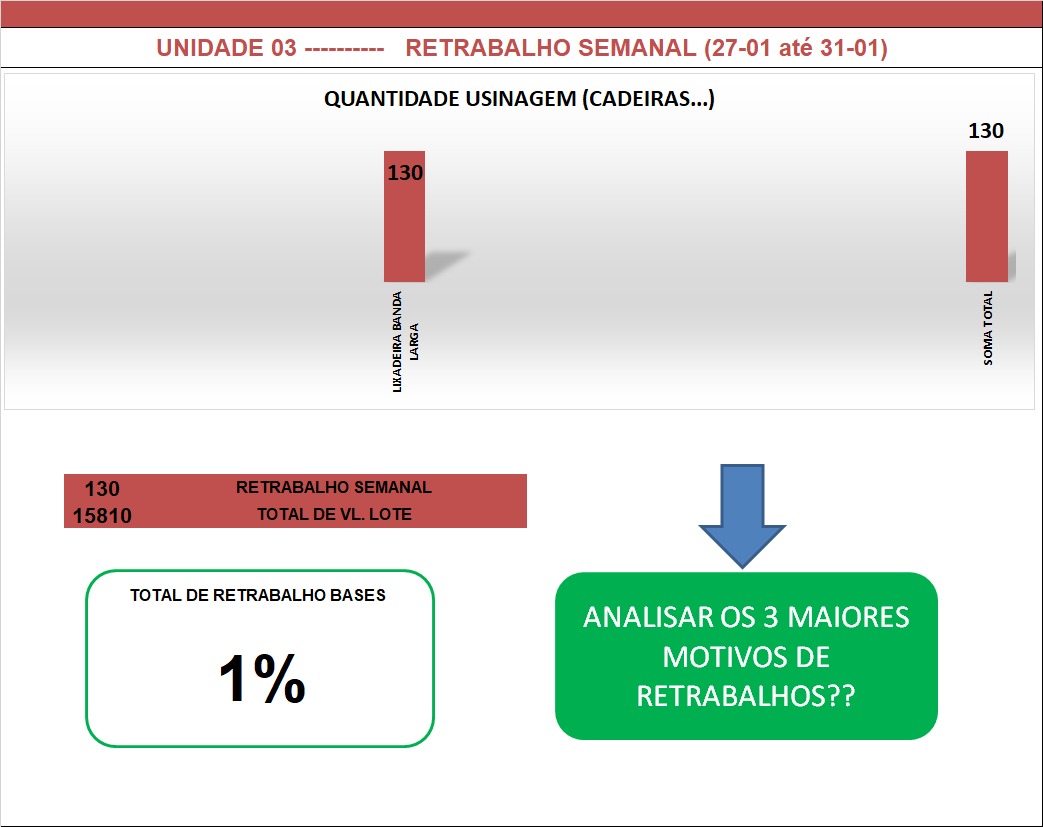 UNIDADE 03 ---------- RETRABALHO SEMANAL (27-01 até 31-01)
QUANTIDADE USINAGEM (CADEIRAS...)
130
130
LIXADEIRA BANDA
LARGA
SOMA TOTAL
130 RETRABALHO SEMANAL
15810 TOTAL DE VL. LOTE
TOTAL DE RETRABALHO BASES
1%
ANALISAR OS 3 MAIORES
MOTIVOS DE
RETRABALHOS??